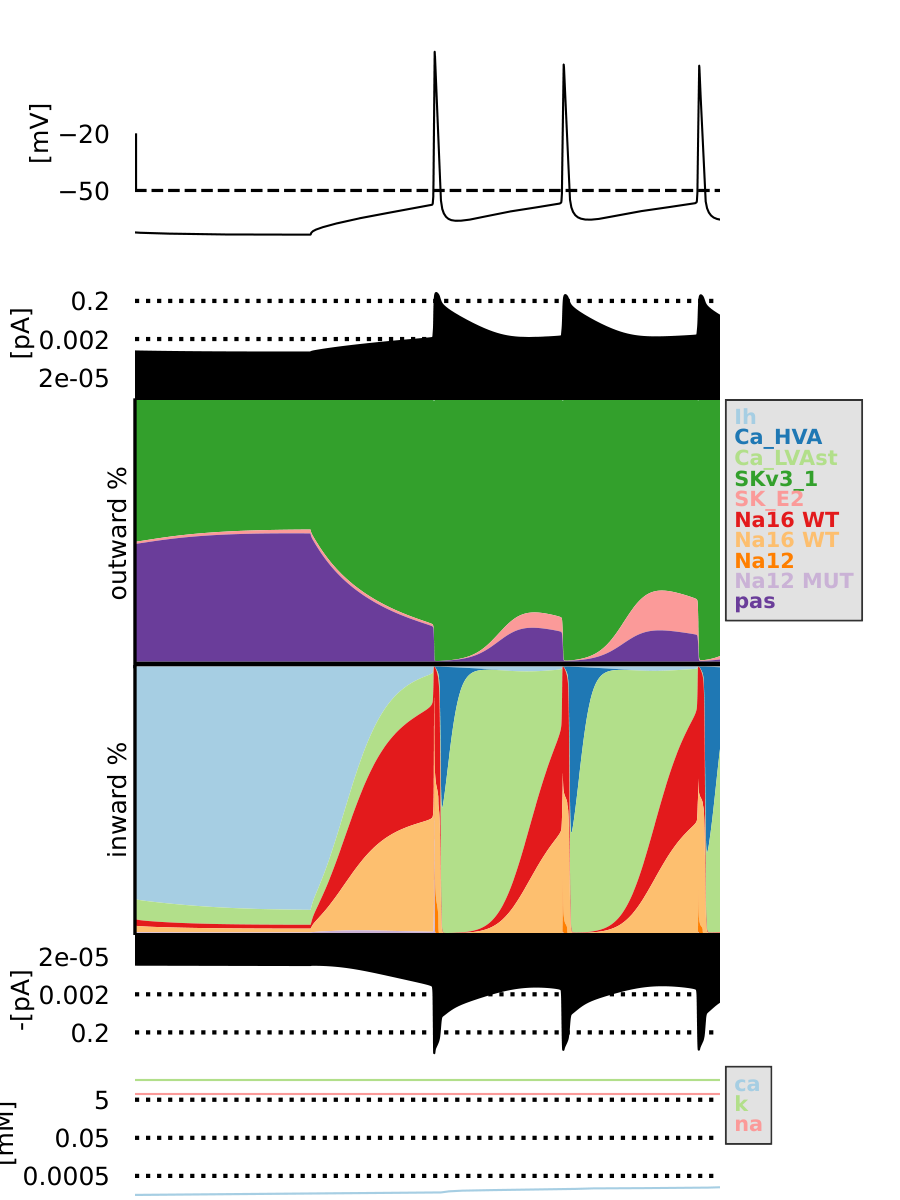 [mV]
−20
−50
[pA]
0.2
0.002
2e-05
outward %
Ih
Ca_HVA
Ca_LVAst
SKv3_1
SK_E2
Na16 WT
Na16 WT
Na12
Na12 MUT
pas
inward %
-[pA]
2e-05
0.002
0.2
[mM]
5
0.05
0.0005
ca
k
na